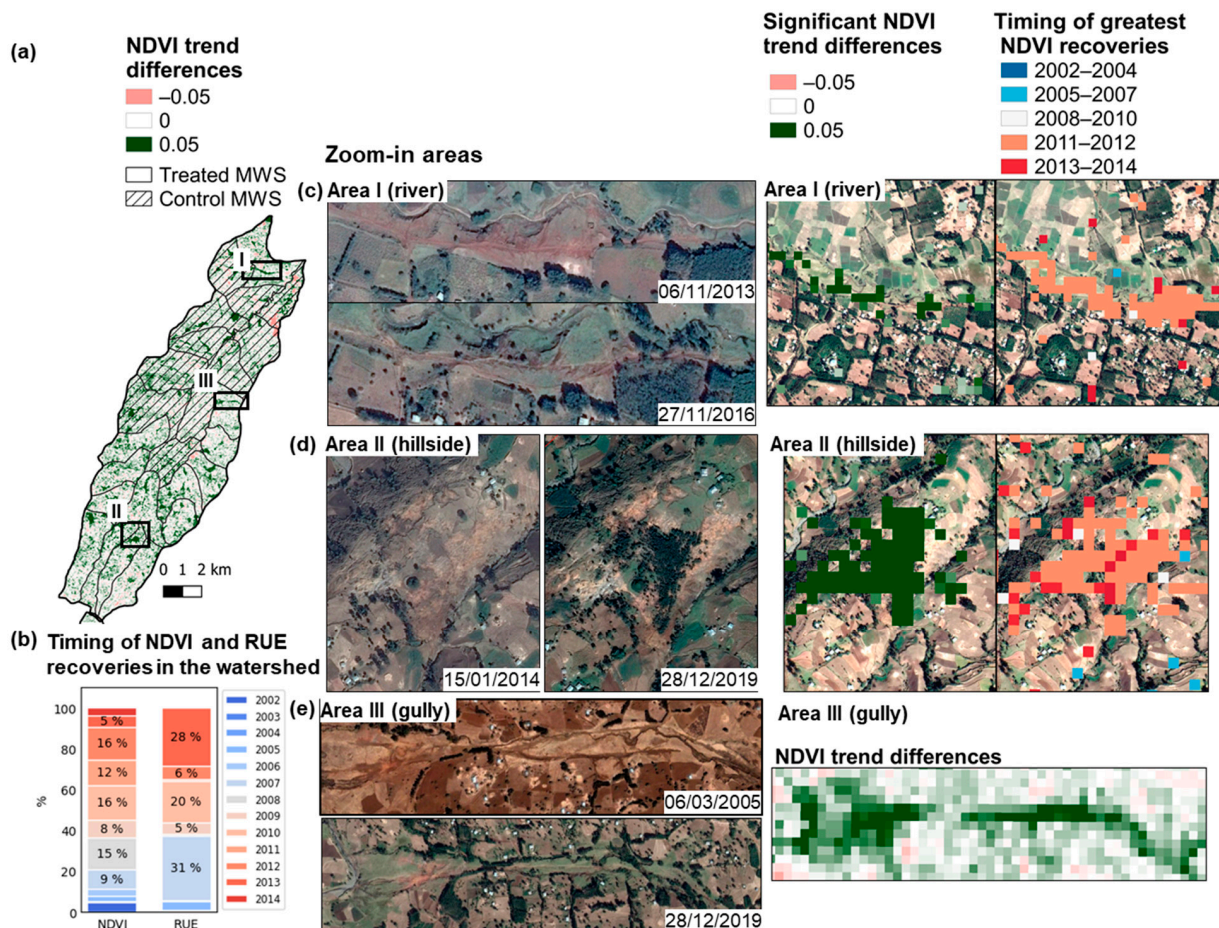 (a)
NDVI trend
differences
–0.05
0
0.05
Treated MWS
Control MWS
I
III
II
0 1 2 km
Significant NDVI
trend differences
–0.05
0
0.05
Timing of greatest
NDVI recoveries
2002–2004
2005–2007
2008–2010
2011–2012
2013–2014
Zoom-in areas
(c) Area I (river)
06/11/2013
27/11/2016
Area I (river)
(d) Area II (hillside)
15/01/2014
28/12/2019
Area II (hillside)
(b) Timing of NDVI and RUE
recoveries in the watershed
100
80
60
40
20
0
%
5 %
16 %
12 %
16 %
8 %
15 %
9 %
28 %
6 %
20 %
5 %
31 %
NDVI
RUE
2002
2003
2004
2005
2006
2007
2008
2009
2010
2011
2012
2013
2014
(e) Area III (gully)
06/03/2005
28/12/2019
Area III (gully)
NDVI trend differences